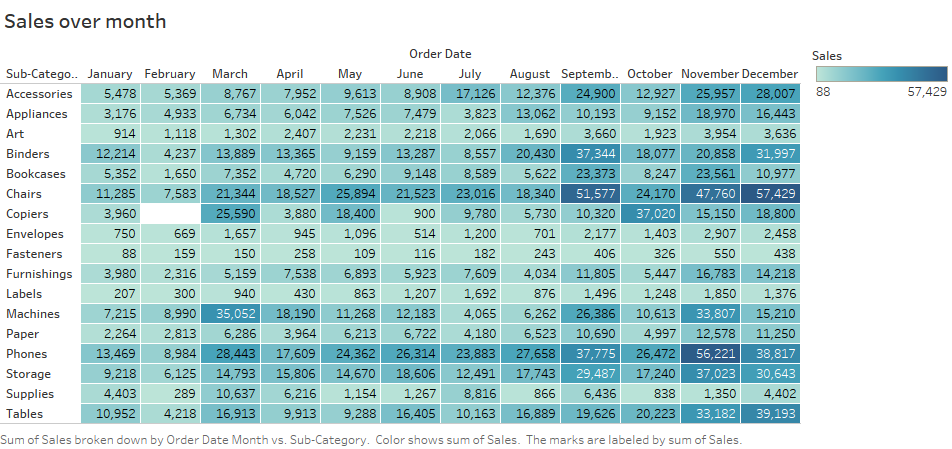 Sales over month
Order Date
Sub-Catego.. January February March April May June July August Septemb.. October November December
Accessories 5,478 5,369 8,767 7,952 9,613 8,908 17,126 12,376 24,900 12,927 25,957 28,007
Appliances 3,176 4,933 6,734 6,042 7,526 7,479 3,823 13,062 10,193 9,152 18,970 16,443
Art 914 1,118 1,302 2,407 2,231 2,218 2,066 1,690 3,660 1,923 3,954 3,636
Binders 12,214 4,237 13,889 13,365 9,159 13,287 8,557 20,430 37,344 18,077 20,858 31,997
Bookcases 5,352 1,650 7,352 4,720 6,290 9,148 8,589 5,622 23,373 8,247 23,561 10,977
Chairs 11,285 7,583 21,344 18,527 25,894 21,523 23,016 18,340 51,577 24,170 47,760 57,429
Copiers 3,960 25,590 3,880 18,400 900 9,780 5,730 10,320 37,020 15,150 18,800
Envelopes 750 669 1,657 945 1,096 514 1,200 701 2,177 1,403 2,907 2,458
Fasteners 88 159 150 258 109 116 182 243 406 326 550 438
Furnishings 3,980 2,316 5,159 7,538 6,893 5,923 7,609 4,034 11,805 5,447 16,783 14,218
Labels 207 300 940 430 863 1,207 1,692 876 1,496 1,248 1,850 1,376
Machines 7,215 8,990 35,052 18,190 11,268 12,183 4,065 6,262 26,386 10,613 33,807 15,210
Paper 2,264 2,813 6,286 3,964 6,213 6,722 4,180 6,523 10,690 4,997 12,578 11,250
Phones 13,469 8,984 28,443 17,609 24,362 26,314 23,883 27,658 37,775 26,472 56,221 38,817
Storage 9,218 6,125 14,793 15,806 14,670 18,606 12,491 17,743 29,487 17,240 37,023 30,643
Supplies 4,403 289 10,637 6,216 1,154 1,267 8,816 866 6,436 838 1,350 4,402
Tables 10,952 4,218 16,913 9,913 9,288 16,405 10,163 16,889 19,626 20,223 33,182 39,193
Sum of Sales broken down by Order Date Month vs. Sub-Category. Color shows sum of Sales. The marks are labeled by sum of Sales.
Sales
88 57,429